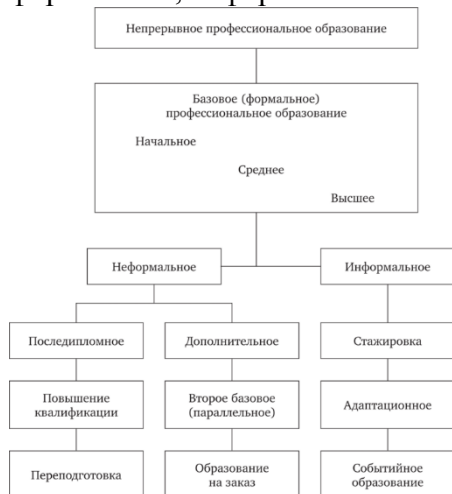 Непрерывное профессиональное образование
Базовое (формальное)
профессиональное образование
Начальное
Среднее
Высшее
Неформальное
Информальное
Последипломное
Дополнительное
Стажировка
Повышение
квалификации
Второе базовое
(параллельное)
Адаптационное
Переподготовка
Образование
на заказ
Событийное
образование